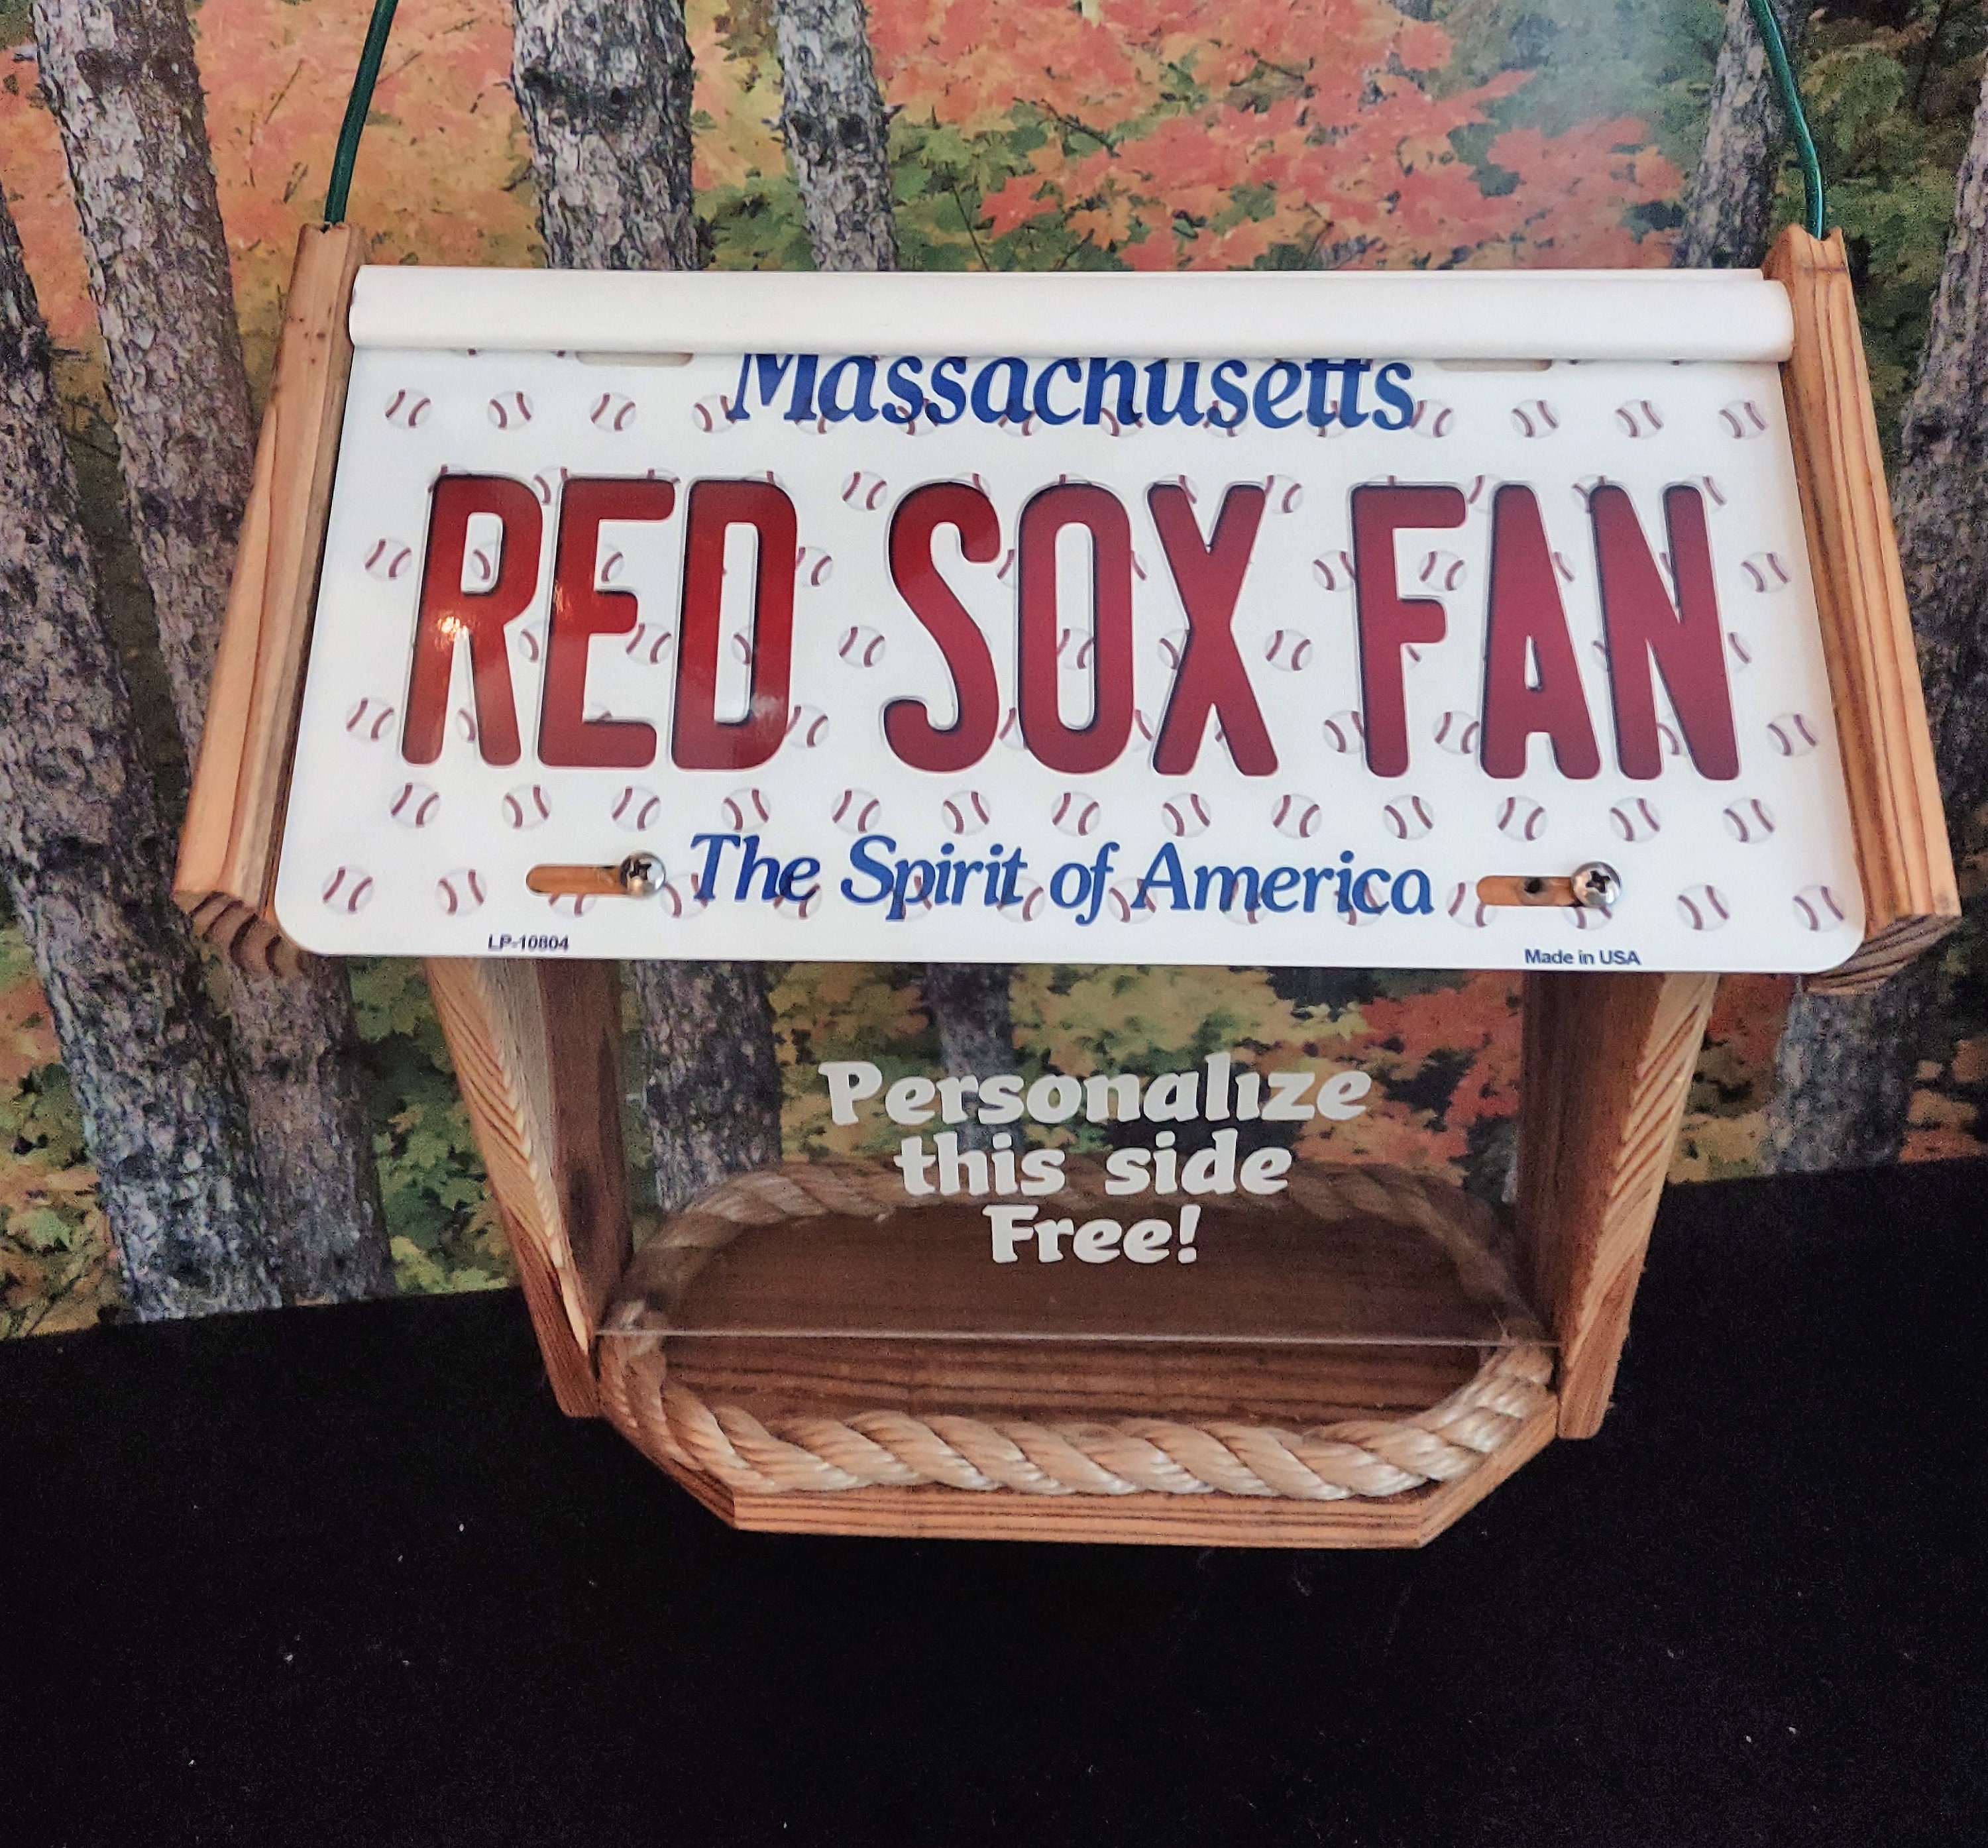 Massachusetts
RED SOX FAN
The Spirit of America
LP-10804
Made in USA
Personalize
this side
Free!